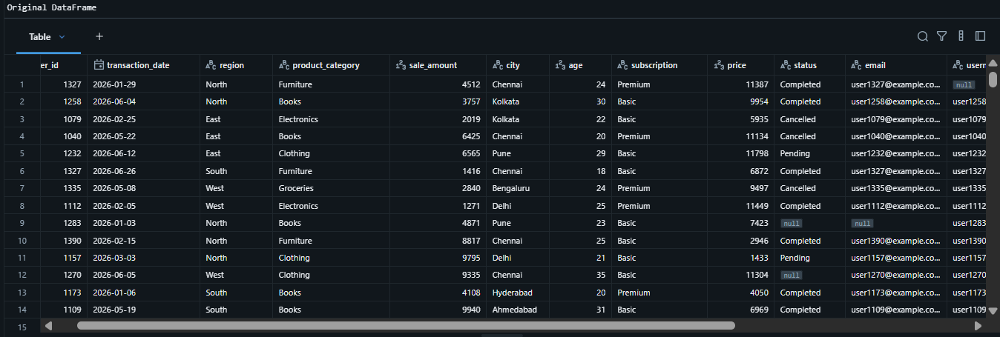 Original DataFrame
Table +
er_id transaction_date region product_category sale_amount city age subscription price status email usern
1 1327 2026-01-29 North Furniture 4512 Chennai 24 Premium 11387 Completed user1327@example.co... null
2 1258 2026-06-04 North Books 3757 Kolkata 30 Basic 9954 Completed user1258@example.co... user1258
3 1079 2026-02-25 East Electronics 2019 Kolkata 22 Basic 5935 Cancelled user1079@example.co... user1079
4 1040 2026-05-22 East Books 6425 Chennai 20 Premium 11134 Cancelled user1040@example.co... user1040
5 1232 2026-06-12 East Clothing 6565 Pune 29 Basic 11798 Pending user1232@example.co... user1232
6 1327 2026-06-26 South Furniture 1416 Chennai 18 Basic 6872 Completed user1327@example.co... user1327
7 1335 2026-05-08 West Groceries 2840 Bengaluru 24 Premium 9497 Cancelled user1335@example.co... user1335
8 1112 2026-02-05 West Electronics 1271 Delhi 25 Premium 11449 Completed user1112@example.co... user1112
9 1283 2026-01-03 North Books 4871 Pune 23 Basic 7423 null null user1283
10 1390 2026-02-15 North Furniture 8817 Chennai 25 Basic 2946 Completed user1390@example.co... user1390
11 1157 2026-03-03 North Clothing 9795 Delhi 21 Basic 1433 Pending user1157@example.co... user1157
12 1270 2026-06-05 West Clothing 9335 Chennai 35 Basic 11304 null user1270@example.co... user1270
13 1173 2026-01-06 South Books 4108 Hyderabad 20 Premium 4050 Completed user1173@example.co... user1173
14 1109 2026-05-19 South Books 9940 Ahmedabad 31 Basic 6969 Completed user1109@example.co... user1109
15